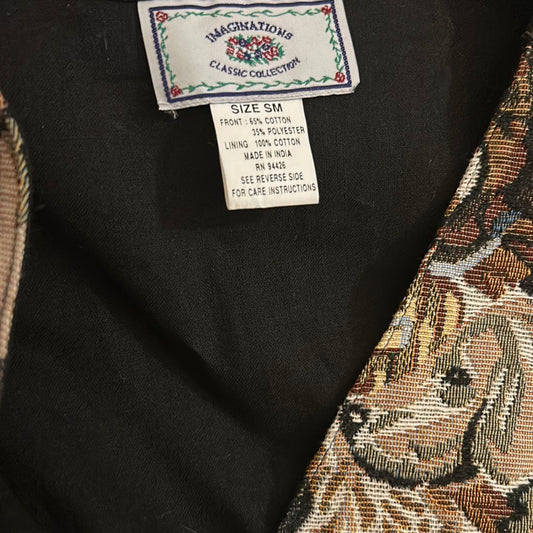 IMAGINATIONS
CLASSIC COLLECTION
SIZE SM
FRONT : 65% COTTON
35% POLYESTER
LINING : 100% COTTON
MADE IN INDIA
RN 94426
SEE REVERSE SIDE
FOR CARE INSTRUCTIONS